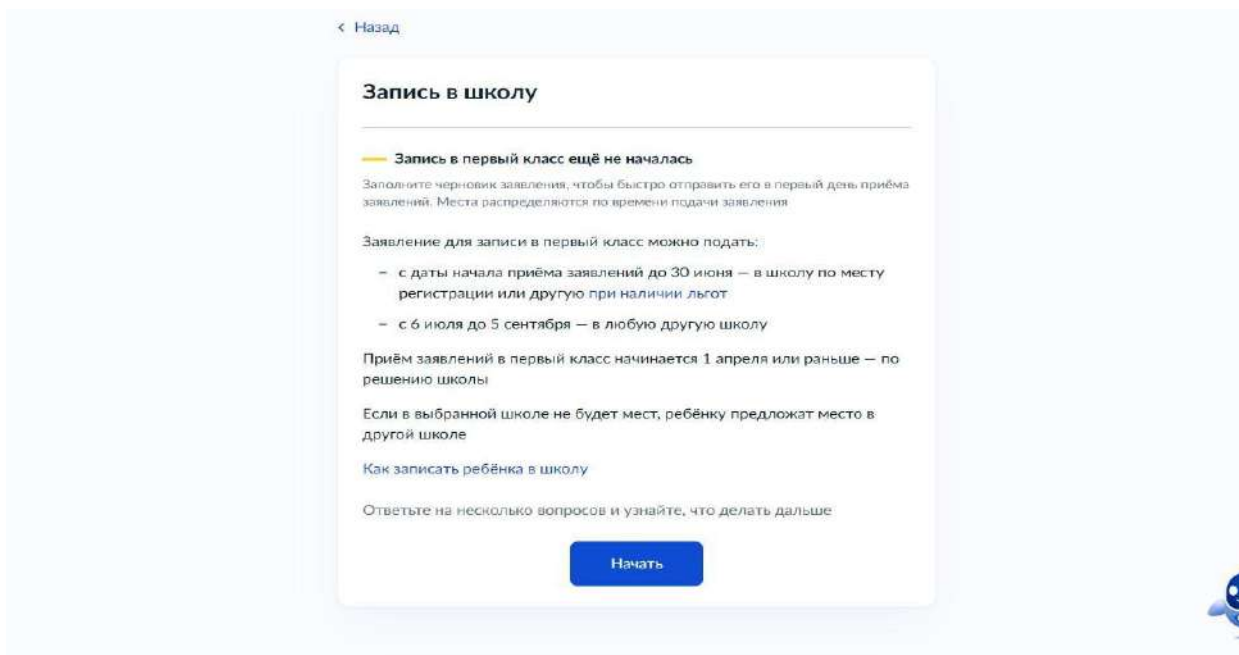 < Назад
Запись в школу
Запись в первый класс ещё не началась
Заполните черновик заявления, чтобы быстро отправить его в первый день приёма
заявлений. Места распределяются по времени подачи заявления
Заявление для записи в первый класс можно подать:
– с даты начала приёма заявлений до 30 июня — в школу по месту
регистрации или другую при наличии льгот
– с 6 июля до 5 сентября — в любую другую школу
Приём заявлений в первый класс начинается 1 апреля или раньше — по
решению школы
Если в выбранной школе не будет мест, ребёнку предложат место в
другой школе
Как записать ребёнка в школу
Ответьте на несколько вопросов и узнайте, что делать дальше
Начать